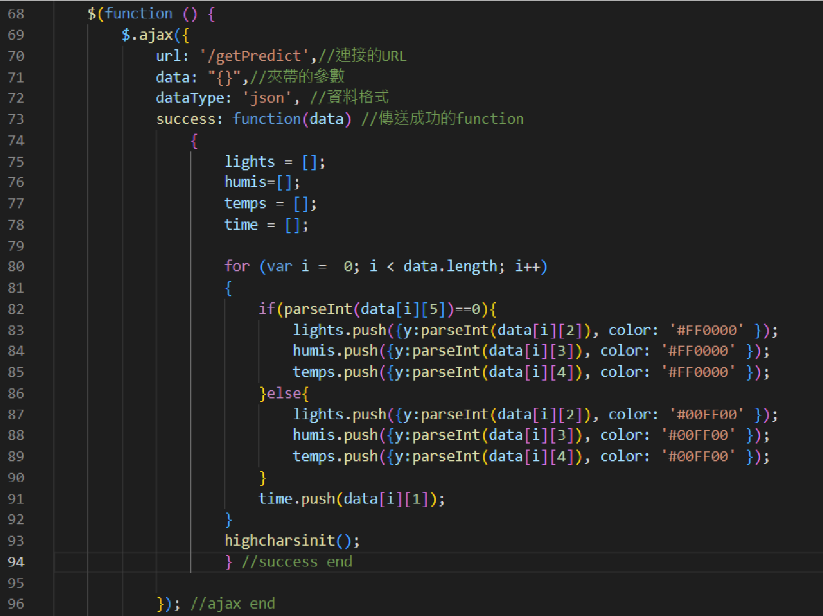 68 $(function () {
69 $.ajax({
70 url: '/getPredict',//連接的URL
71 data: "{}",//夾帶的參數
72 dataType: 'json', //資料格式
73 success: function(data) //傳送成功的function
74 {
75 lights = [];
76 humis=[];
77 temps = [];
78 time = [];
79
80 for (var i =  0; i < data.length; i++)
81 {
82 if(parseInt(data[i][5])==0){
83 lights.push({y:parseInt(data[i][2]), color: '#FF0000' });
84 humis.push({y:parseInt(data[i][3]), color: '#FF0000' });
85 temps.push({y:parseInt(data[i][4]), color: '#FF0000' });
86 }else{
87 lights.push({y:parseInt(data[i][2]), color: '#00FF00' });
88 humis.push({y:parseInt(data[i][3]), color: '#00FF00' });
89 temps.push({y:parseInt(data[i][4]), color: '#00FF00' });
90 }
91 time.push(data[i][1]);
92 }
93 highcharsinit();
94 } //success end
95
96 }); //ajax end